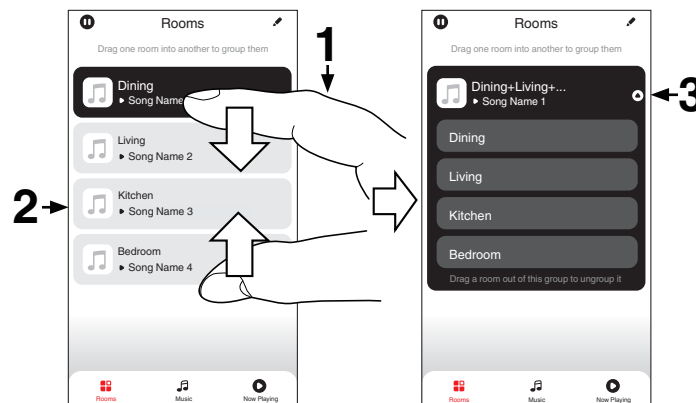 Rooms
Drag one room into another to group them
1
Dining
Song Name
Living
Song Name 2
2
Kitchen
Song Name 3
Bedroom
Song Name 4
Rooms
Music
Now Playing
Rooms
Drag one room into another to group them
Dining+Living+...
Song Name 1
3
Dining
Living
Kitchen
Bedroom
Drag a room out of this group to ungroup it
Rooms
Music
Now Playing